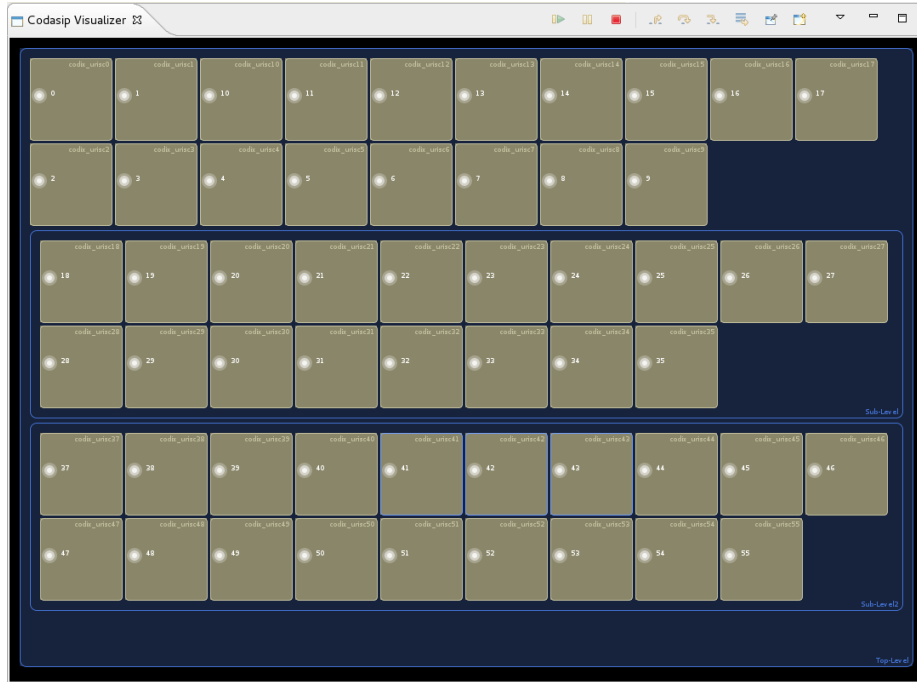 Codasip Visualizer
codix_urisc0 codix_urisc1 codix_urisc10 codix_urisc11 codix_urisc12 codix_urisc13 codix_urisc14 codix_urisc15 codix_urisc16 codix_urisc17
0 1 10 11 12 13 14 15 16 17
codix_urisc2 codix_urisc3 codix_urisc4 codix_urisc5 codix_urisc6 codix_urisc7 codix_urisc8 codix_urisc9
2 3 4 5 6 7 8 9
codix_urisc18 codix_urisc19 codix_urisc20 codix_urisc21 codix_urisc22 codix_urisc23 codix_urisc24 codix_urisc25 codix_urisc26 codix_urisc27
18 19 20 21 22 23 24 25 26 27
codix_urisc28 codix_urisc29 codix_urisc30 codix_urisc31 codix_urisc32 codix_urisc33 codix_urisc34 codix_urisc35
28 29 30 31 32 33 34 35
Sub-Level
codix_urisc37 codix_urisc38 codix_urisc39 codix_urisc40 codix_urisc41 codix_urisc42 codix_urisc43 codix_urisc44 codix_urisc45 codix_urisc46
37 38 39 40 41 42 43 44 45 46
codix_urisc47 codix_urisc48 codix_urisc49 codix_urisc50 codix_urisc51 codix_urisc52 codix_urisc53 codix_urisc54 codix_urisc55
47 48 49 50 51 52 53 54 55
Sub-Level2
Top-Level